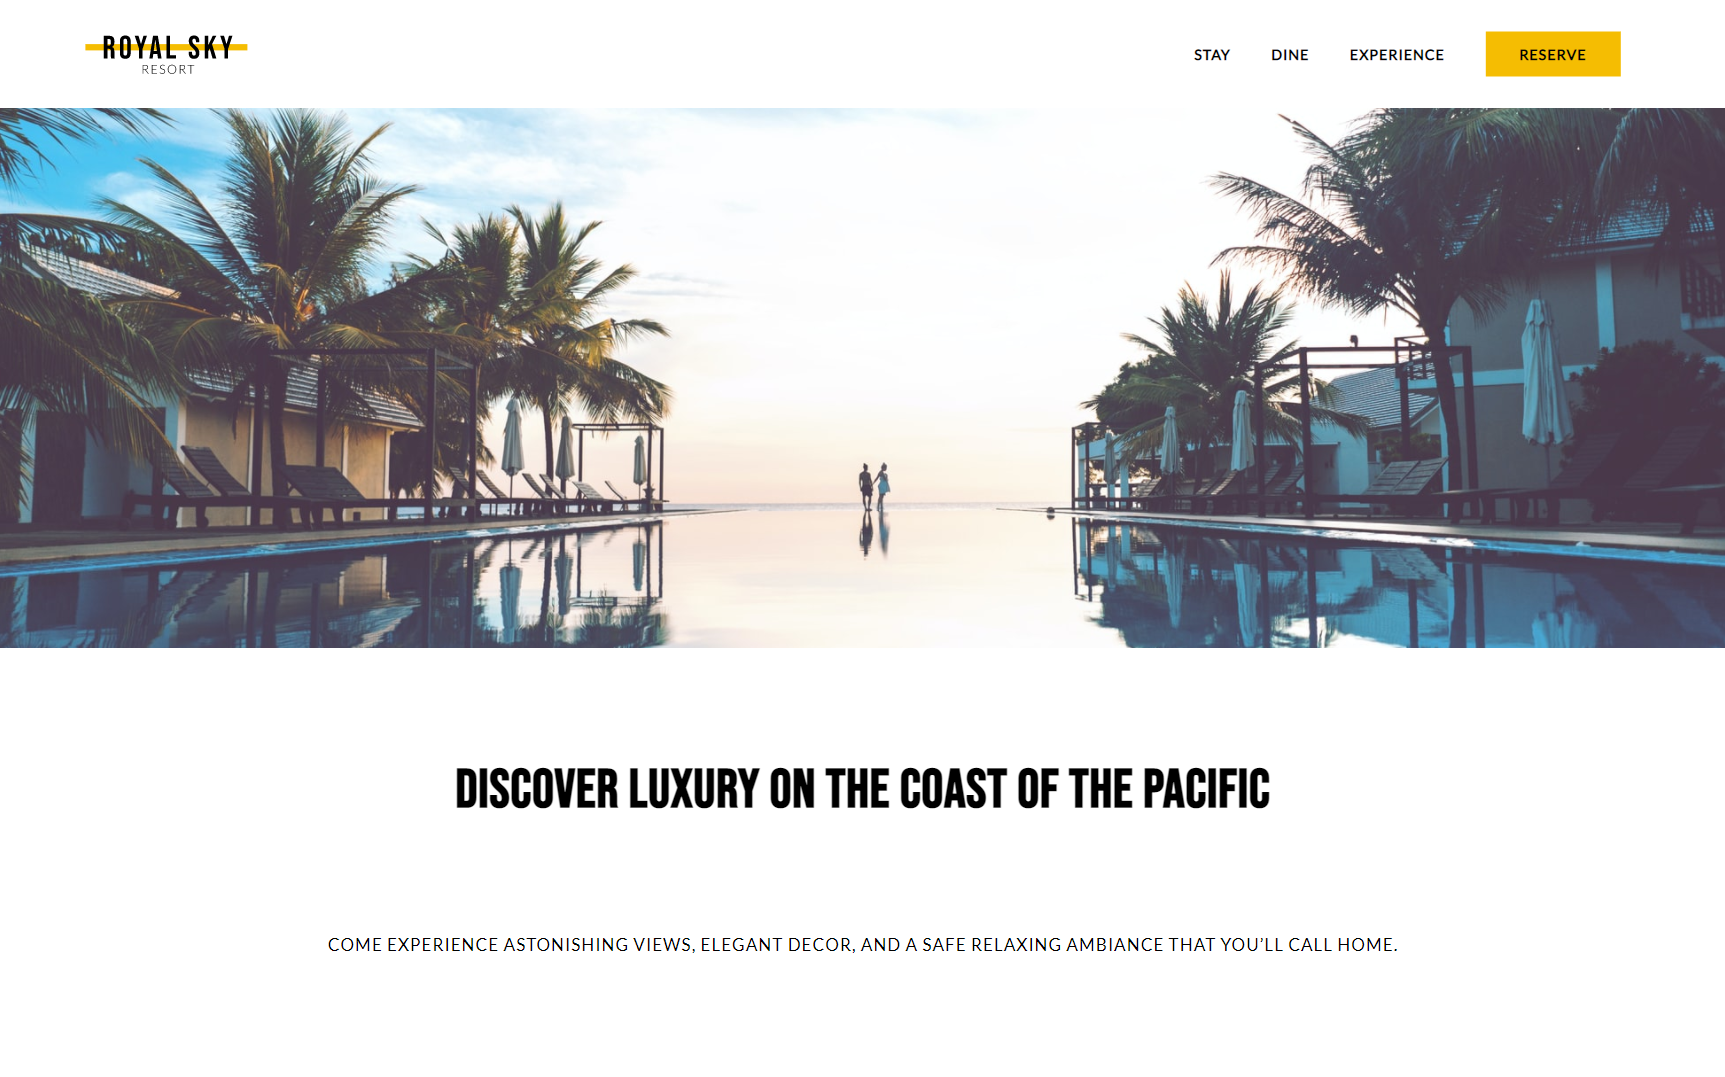 ROYAL SKY
RESORT
STAY
DINE
EXPERIENCE
RESERVE
DISCOVER LUXURY ON THE COAST OF THE PACIFIC
COME EXPERIENCE ASTONISHING VIEWS, ELEGANT DECOR, AND A SAFE RELAXING AMBIANCE THAT YOU’LL CALL HOME.